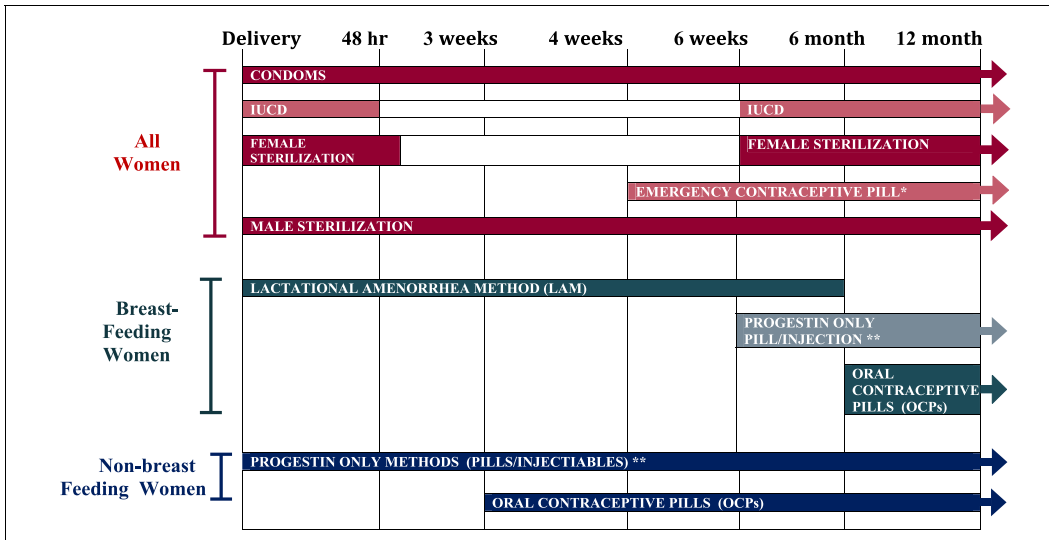 Delivery 48 hr 3 weeks 4 weeks 6 weeks 6 month 12 month
CONDOMS
IUCD IUCD
All
Women
FEMALE
STERILIZATION
FEMALE STERILIZATION
EMERGENCY CONTRACEPTIVE PILL*
MALE STERILIZATION
LACTATIONAL AMENORRHEA METHOD (LAM)
Breast-
Feeding
Women
PROGESTIN ONLY
PILL/INJECTION **
ORAL
CONTRACEPTIVE
PILLS (OCPs)
Non-breast
Feeding Women
PROGESTIN ONLY METHODS (PILLS/INJECTIABLES) **
ORAL CONTRACEPTIVE PILLS (OCPs)